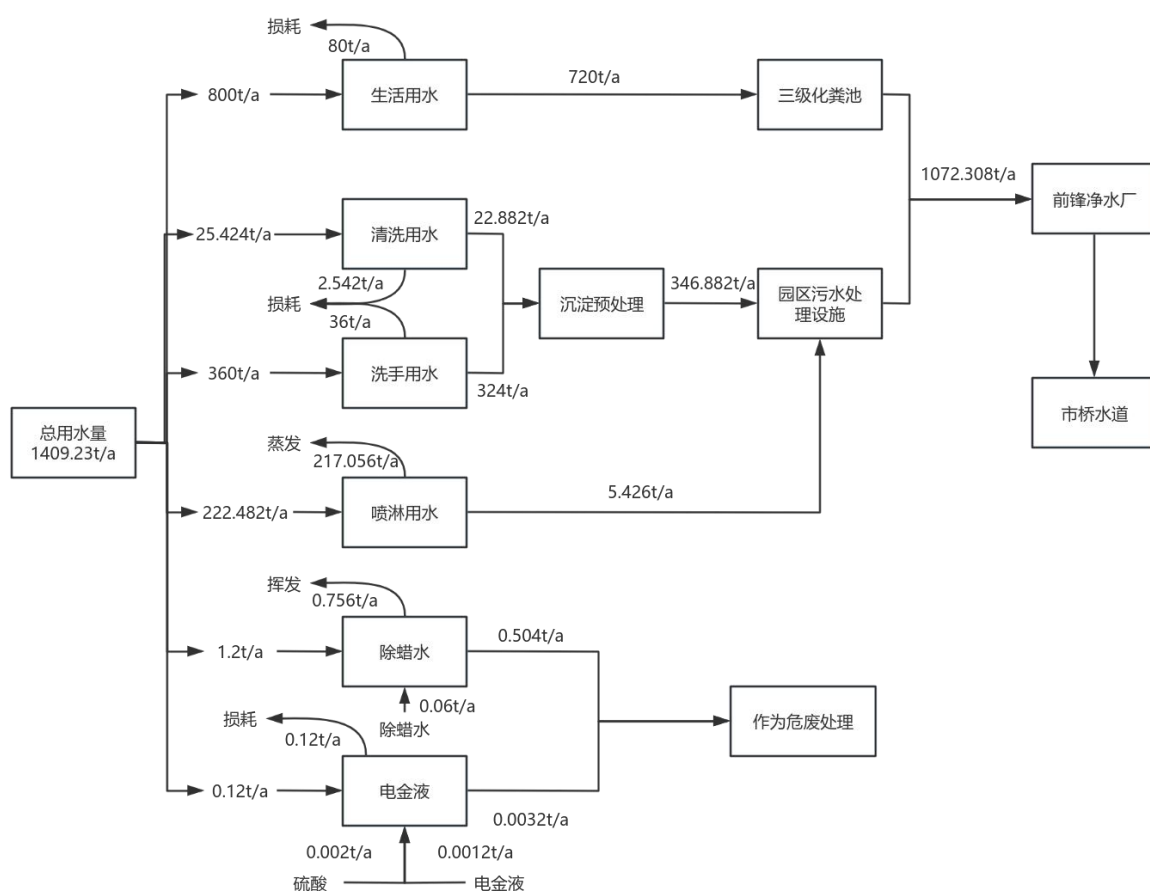 损耗
80t/a
800t/a
生活用水
720t/a
三级化粪池
1072.308t/a
前锋净水厂
25.424t/a
清洗用水
22.882t/a
2.542t/a
损耗
36t/a
沉淀预处理
346.882t/a
园区污水处
理设施
360t/a
洗手用水
324t/a
市桥水道
总用水量
1409.23t/a
蒸发
217.056t/a
222.482t/a
喷淋用水
5.426t/a
挥发
0.756t/a
1.2t/a
除蜡水
0.504t/a
0.06t/a
除蜡水
损耗
0.12t/a
作为危废处理
0.12t/a
电金液
0.0032t/a
0.002t/a
0.0012t/a
硫酸
电金液